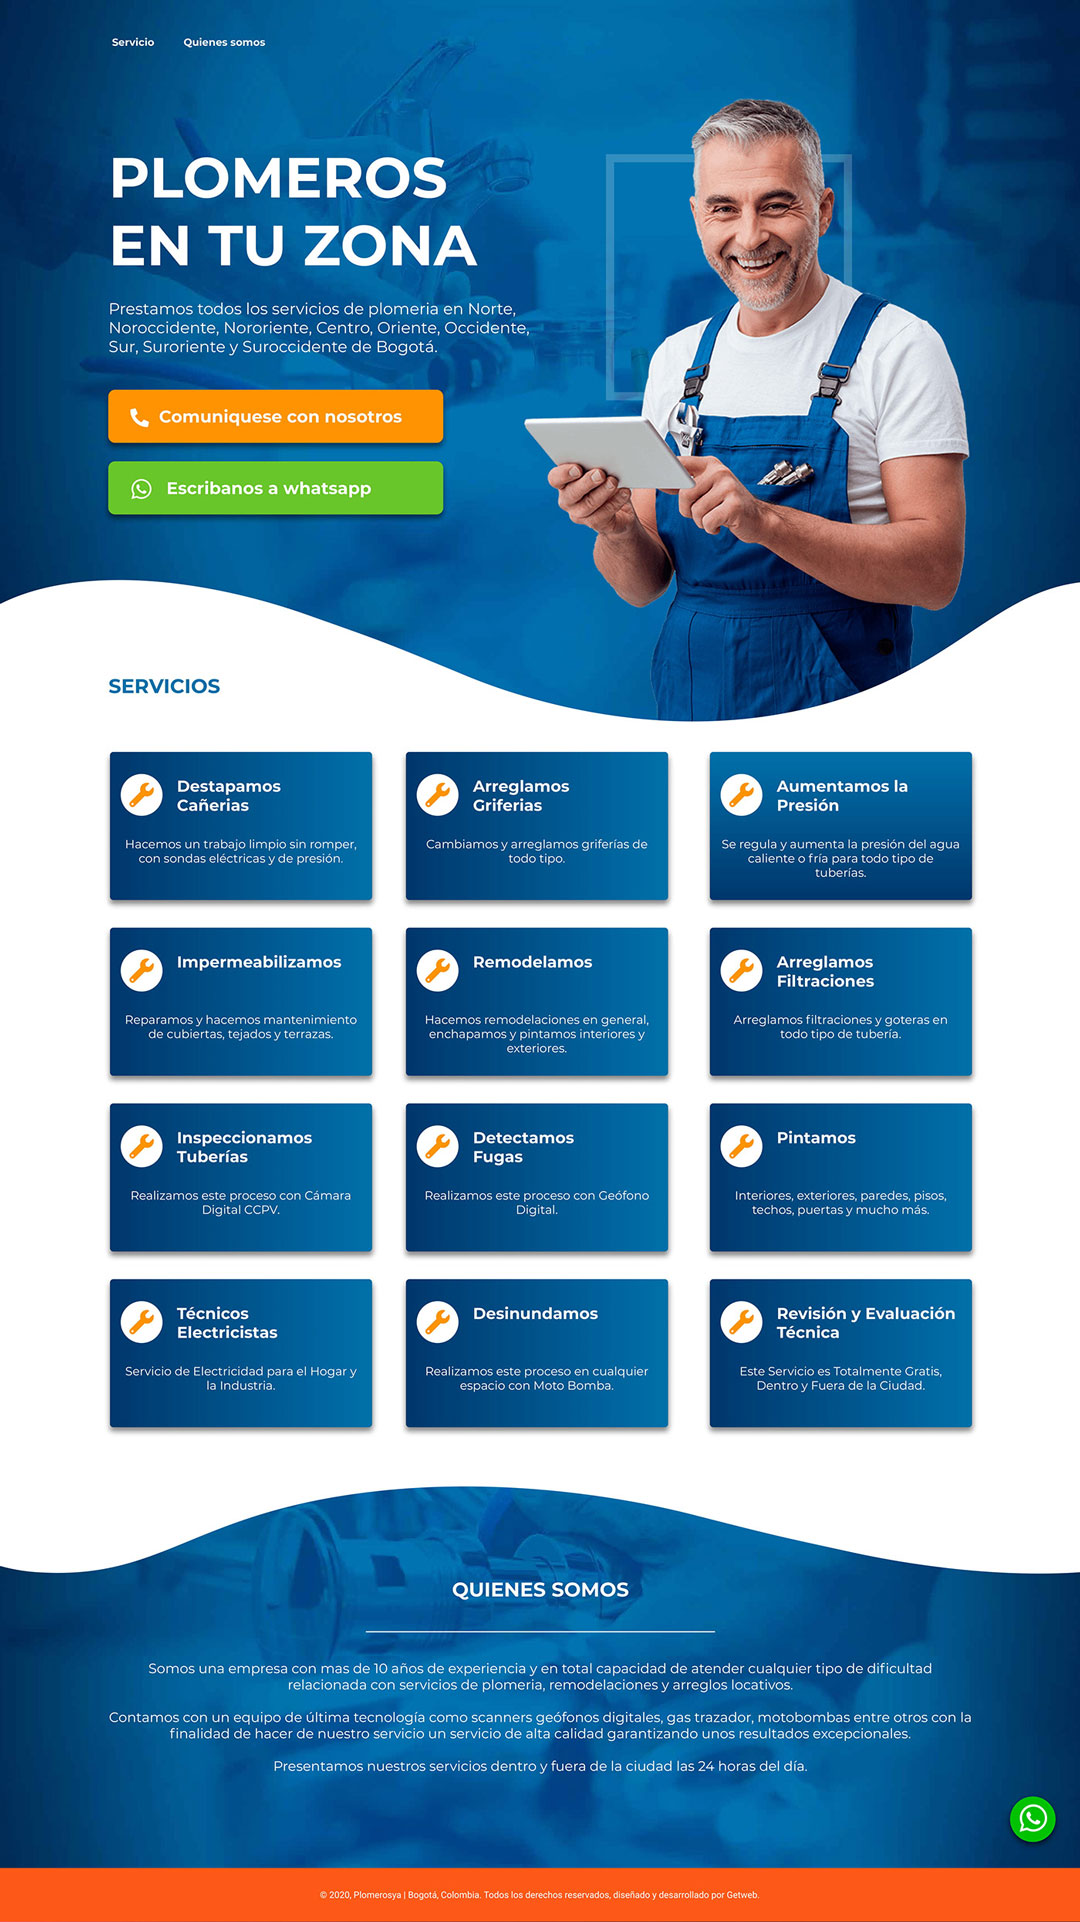 Servicio Quienes somos
PLOMEROS
EN TU ZONA
Prestamos todos los servicios de plomeria en Norte,
Noroccidente, Nororiente, Centro, Oriente, Occidente,
Sur, Suroriente y Suroccidente de Bogotá.
Comuniquese con nosotros
Escribanos a whatsapp
SERVICIOS
Destapamos
Cañerias
Hacemos un trabajo limpio sin romper,
con sondas eléctricas y de presión.
Arreglamos
Griferias
Cambiamos y arreglamos griferías de
todo tipo.
Aumentamos la
Presión
Se regula y aumenta la presión del agua
caliente o fría para todo tipo de
tuberías.
Impermeabilizamos
Reparamos y hacemos mantenimiento
de cubiertas, tejados y terrazas.
Remodelamos
Hacemos remodelaciones en general,
enchapamos y pintamos interiores y
exteriores.
Arreglamos
Filtraciones
Arreglamos filtraciones y goteras en
todo tipo de tubería.
Inspeccionamos
Tuberías
Realizamos este proceso con Cámara
Digital CCPV.
Detectamos
Fugas
Realizamos este proceso con Geófono
Digital.
Pintamos
Interiores, exteriores, paredes, pisos,
techos, puertas y mucho más.
Técnicos
Electricistas
Servicio de Electricidad para el Hogar y
la Industria.
Desinundamos
Realizamos este proceso en cualquier
espacio con Moto Bomba.
Revisión y Evaluación
Técnica
Este Servicio es Totalmente Gratis,
Dentro y Fuera de la Ciudad.
QUIENES SOMOS
Somos una empresa con mas de 10 años de experiencia y en total capacidad de atender cualquier tipo de dificultad
relacionada con servicios de plomeria, remodelaciones y arreglos locativos.
Contamos con un equipo de última tecnología como scanners geófonos digitales, gas trazador, motobombas entre otros con la
finalidad de hacer de nuestro servicio un servicio de alta calidad garantizando unos resultados excepcionales.
Presentamos nuestros servicios dentro y fuera de la ciudad las 24 horas del día.
© 2020, Plomerosya | Bogotá, Colombia. Todos los derechos reservados, diseñado y desarrollado por Getweb.